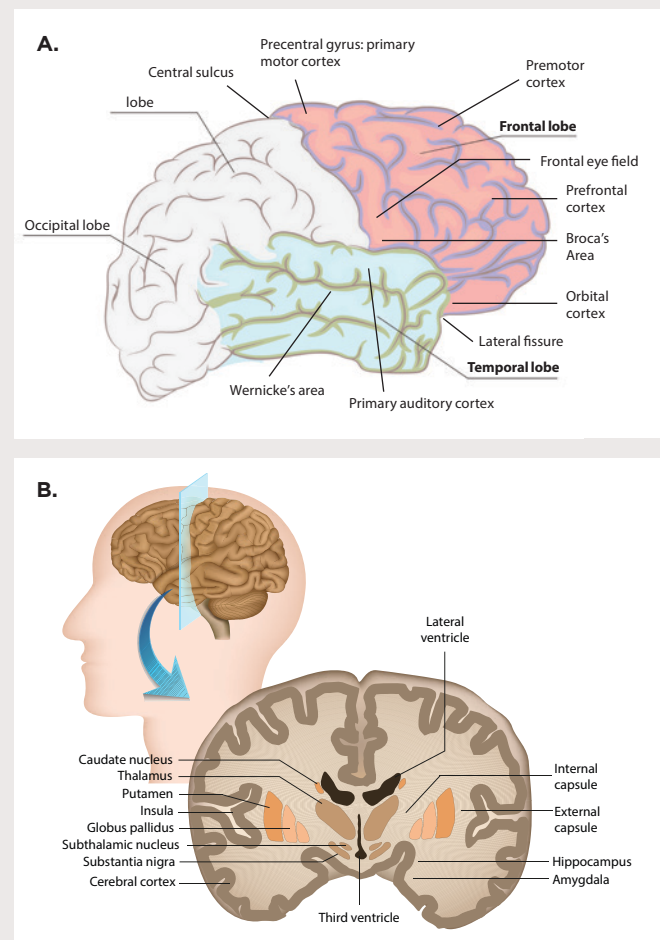 A.
Precentral gyrus: primary
motor cortex
Central sulcus
Premotor
cortex
lobe
Frontal lobe
Frontal eye field
Prefrontal
cortex
Occipital lobe
Broca's
Area
Orbital
cortex
Lateral fissure
Temporal lobe
Wernicke's area
Primary auditory cortex
B.
Lateral
ventricle
Caudate nucleus
Thalamus
Putamen
Insula
Globus pallidus
Subthalamic nucleus
Substantia nigra
Cerebral cortex
Internal
capsule
External
capsule
Hippocampus
Amygdala
Third ventricle